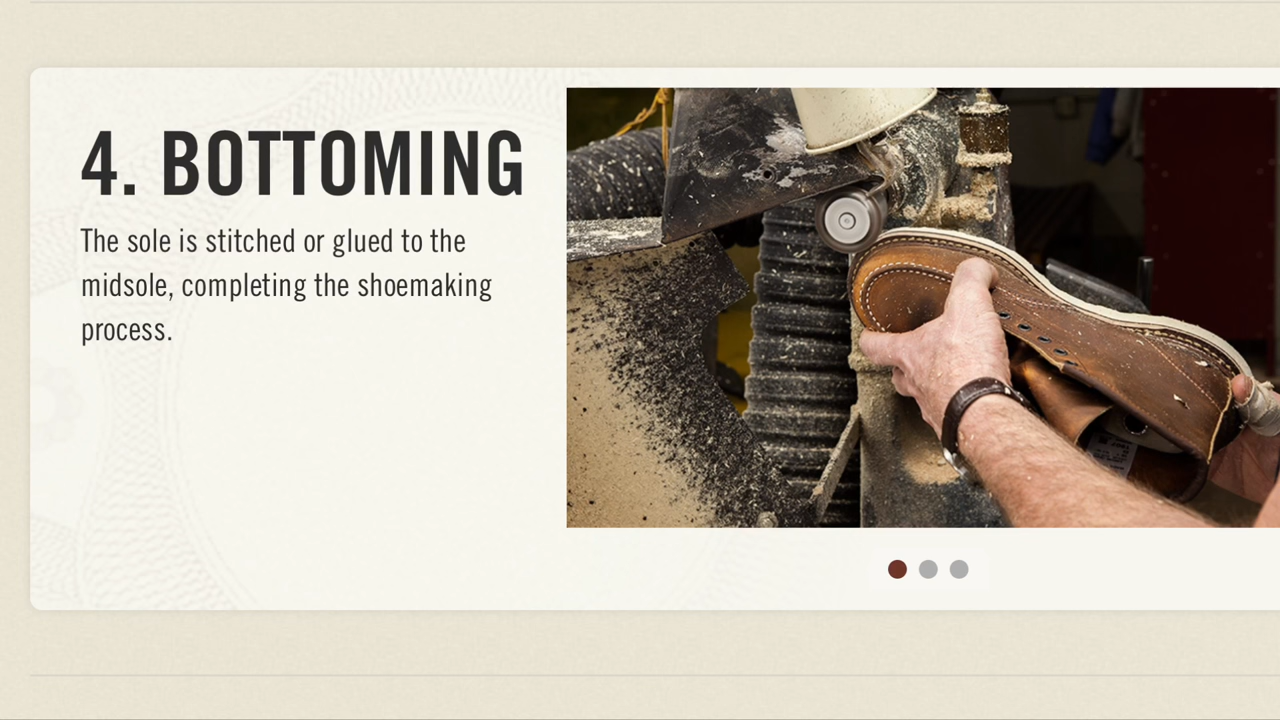 4. BOTTOMING
The sole is stitched or glued to the
midsole, completing the shoemaking
process.